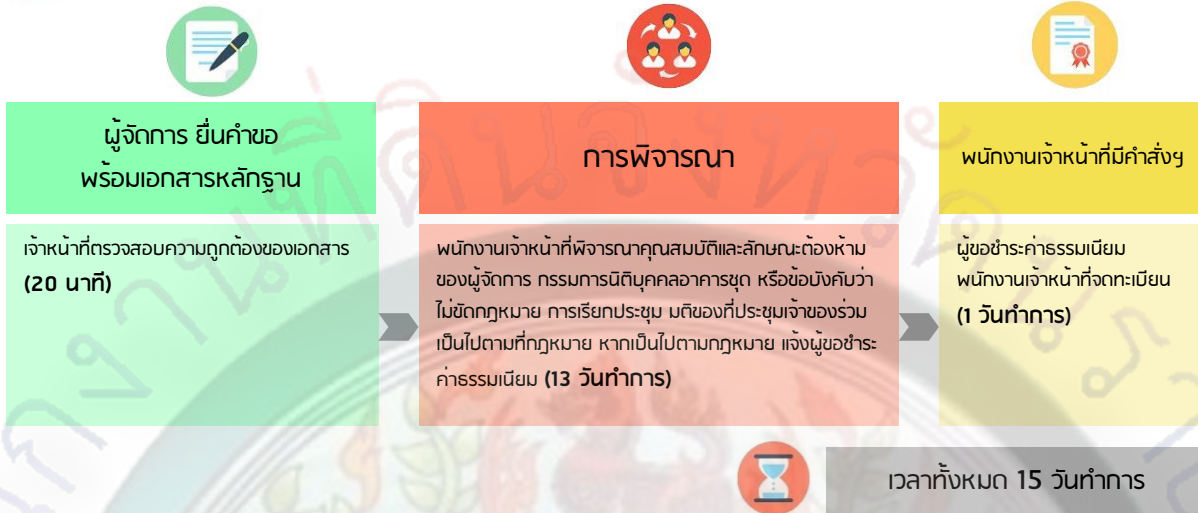 ผู้จัดการ ยื่นคำขอ
พร้อมเอกสารหลักฐาน
เจ้าหน้าที่ตรวจสอบความถูกต้องของเอกสาร
(20 นาที)
การพิจารณา
พนักงานเจ้าหน้าที่พิจารณาคุณสมบัติและลักษณะต้องห้าม
ของผู้จัดการ กรรมการนิติบุคคลอาคารชุด หรือข้อบังคับว่า
ไม่ขัดกฎหมาย การเรียกประชุม มติของที่ประชุมเจ้าของร่วม
เป็นไปตามที่กฎหมาย หากเป็นไปตามกฎหมาย แจ้งผู้ขอชำระ
ค่าธรรมเนียม (13 วันทำการ)
พนักงานเจ้าหน้าที่มีคำสั่งฯ
ผู้ขอชำระค่าธรรมเนียม
พนักงานเจ้าหน้าที่จดทะเบียน
(1 วันทำการ)
เวลาทั้งหมด 15 วันทำการ